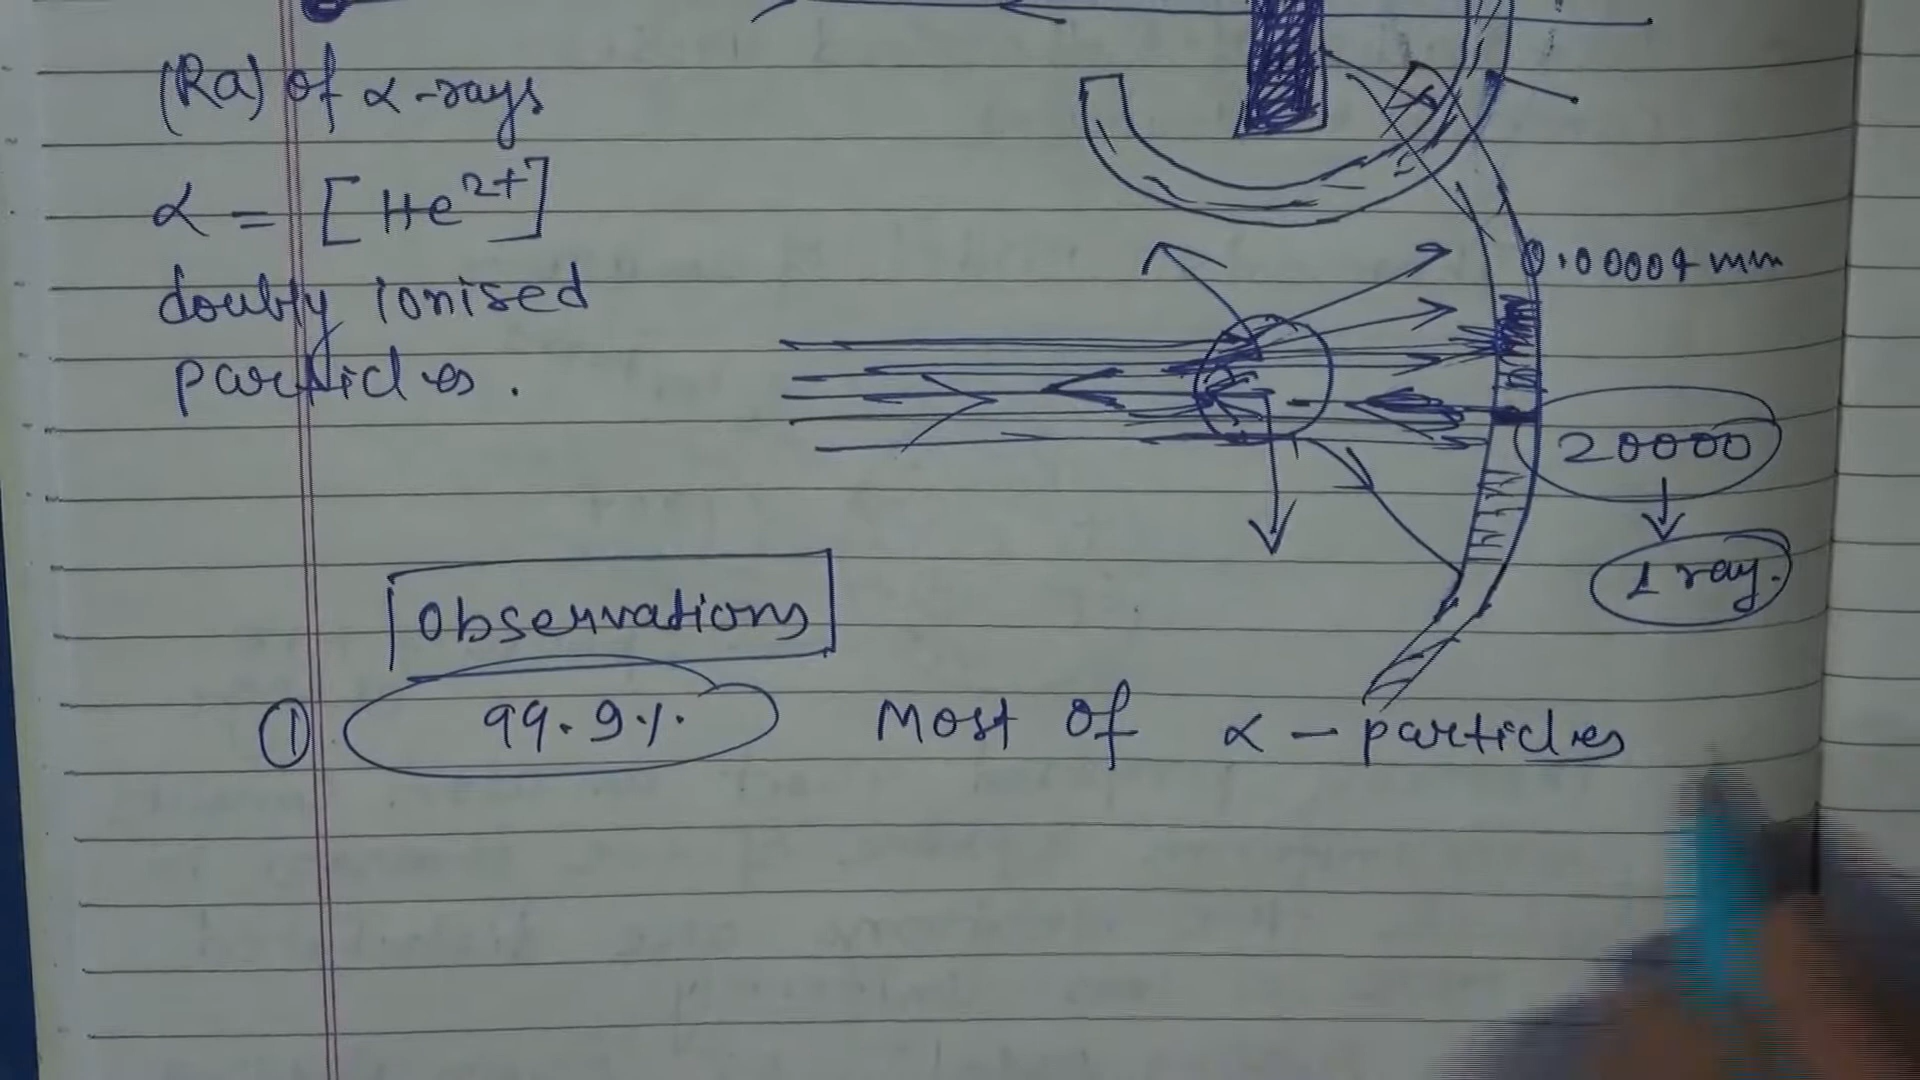 (Ra) of α-rays
α = [He²⁺]
doubly ionised
particles.
0.00004 mm
20000
1 ray.
Observations
① 99.9%. Most of α-particles